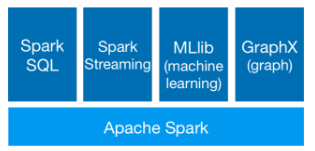 Spark
SQL
Spark
Streaming
MLlib
(machine
learning)
GraphX
(graph)
Apache Spark